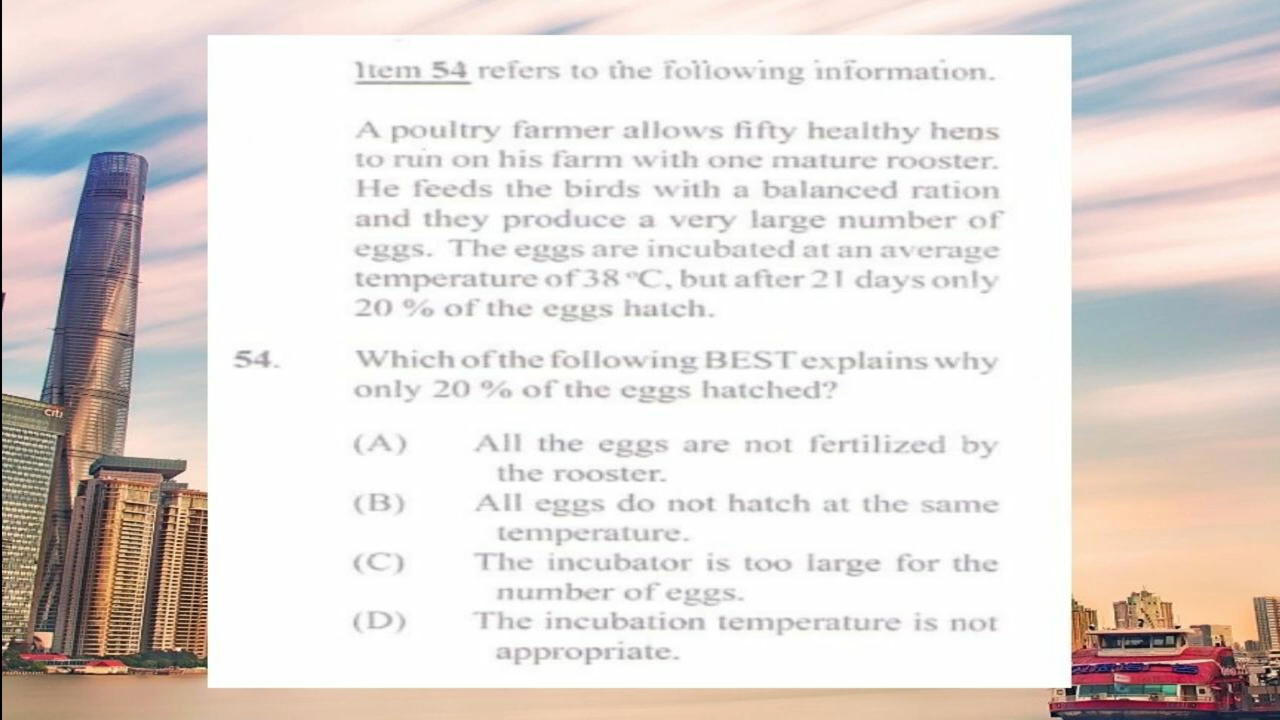 Item 54 refers to the following information.
A poultry farmer allows fifty healthy hens
to run on his farm with one mature rooster.
He feeds the birds with a balanced ration
and they produce a very large number of
eggs. The eggs are incubated at an average
temperature of 38 °C, but after 21 days only
20 % of the eggs hatch.
54. Which of the following BEST explains why
only 20 % of the eggs hatched?
(A) All the eggs are not fertilized by
the rooster.
(B) All eggs do not hatch at the same
temperature.
(C) The incubator is too large for the
number of eggs.
(D) The incubation temperature is not
appropriate.
citi